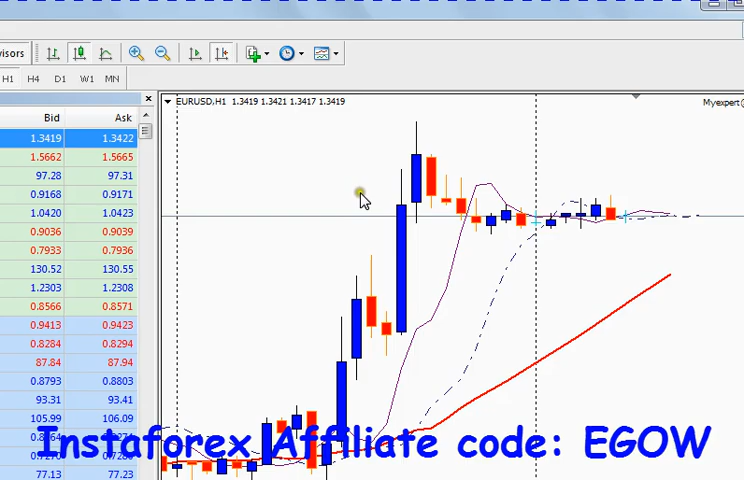 visors
H1 H4 D1 W1 MN
EURUSD,H1 1.3419 1.3421 1.3417 1.3419
Myexpert
Bid Ask
1.3419 1.3422
1.5662 1.5665
97.28 97.31
0.9168 0.9171
1.0420 1.0423
0.9036 0.9039
0.7933 0.7936
130.52 130.55
1.2303 1.2308
0.8566 0.8571
0.9413 0.9423
0.8284 0.8294
87.84 87.94
0.8793 0.8803
93.31 93.41
105.99 106.09
Instaforex Affiliate code: EGOW
77.13 77.23